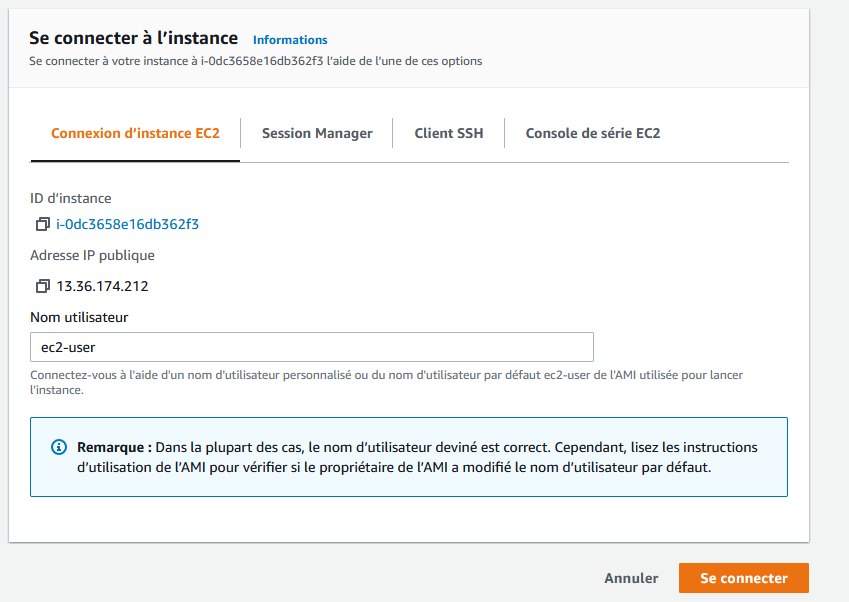 Se connecter à l’instance Informations
Se connecter à votre instance à i-0dc3658e16db362f3 l’aide de l’une de ces options
Connexion d’instance EC2 Session Manager Client SSH Console de série EC2
ID d’instance
i-0dc3658e16db362f3
Adresse IP publique
13.36.174.212
Nom utilisateur
ec2-user
Connectez-vous à l'aide d'un nom d'utilisateur personnalisé ou du nom d'utilisateur par défaut ec2-user de l'AMI utilisée pour lancer
l'instance.
Remarque : Dans la plupart des cas, le nom d’utilisateur deviné est correct. Cependant, lisez les instructions
d’utilisation de l’AMI pour vérifier si le propriétaire de l’AMI a modifié le nom d’utilisateur par défaut.
Annuler Se connecter